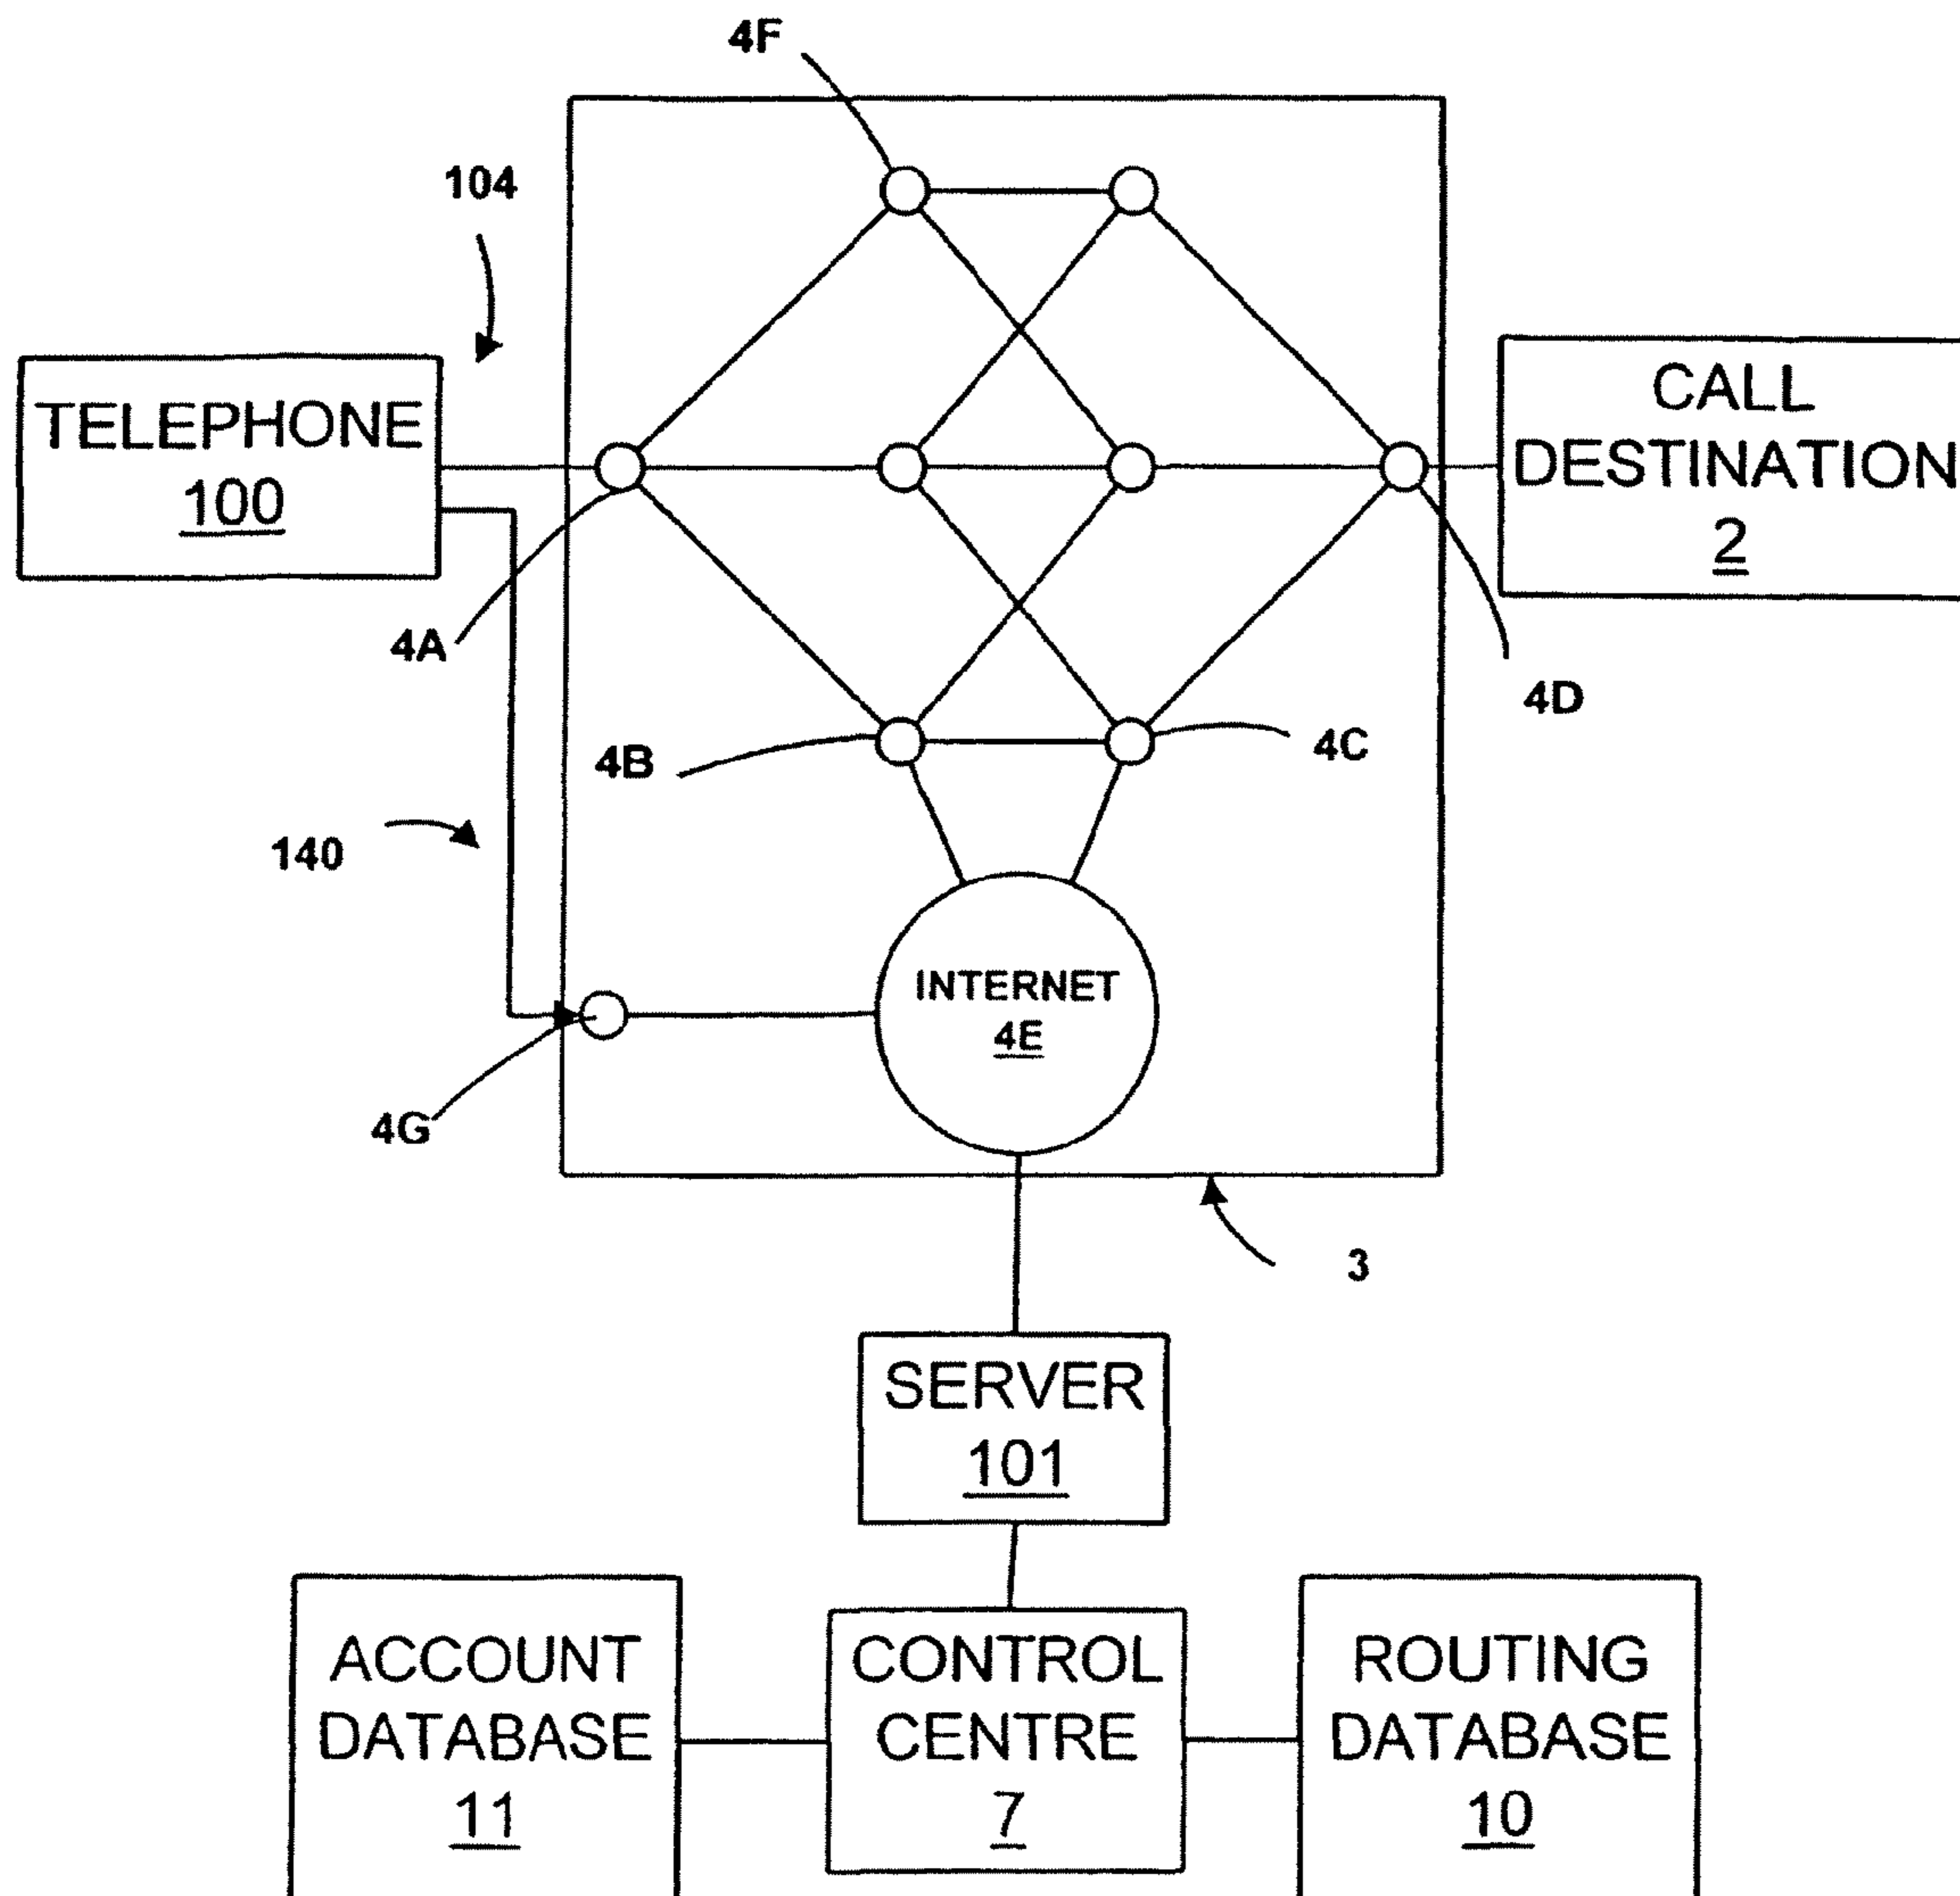 4F
104
TELEPHONE
100
CALL
DESTINATION
2
4A
4D
4B
4C
140
INTERNET
4E
4G
3
SERVER
101
ACCOUNT
DATABASE
11
CONTROL
CENTRE
7
ROUTING
DATABASE
10